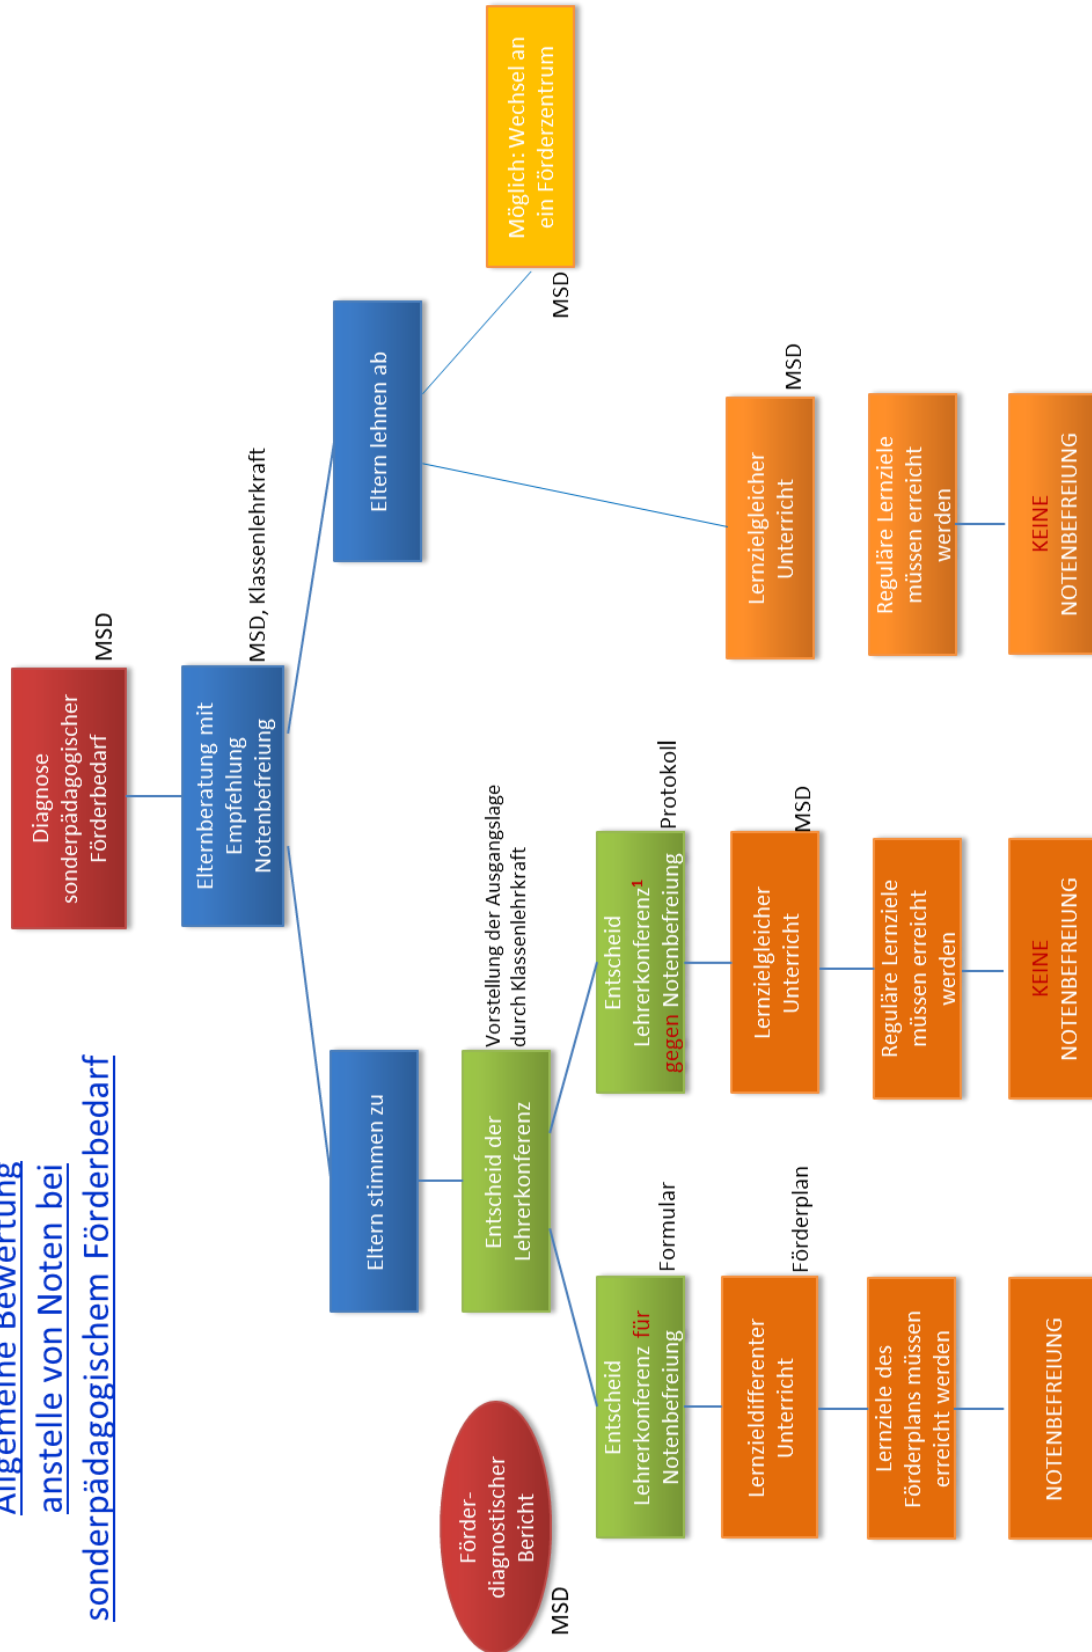 Allgemeine Bewertung
anstelle von Noten bei
sonderpädagogischem Förderbedarf
Diagnose
sonderpädagogischer
Förderbedarf
MSD
Elternberatung mit
Empfehlung
Notenbefreiung
MSD, Klassenlehrkraft
Eltern stimmen zu
Eltern lehnen ab
Förder-
diagnostischer
Bericht
MSD
Entscheid der
Lehrerkonferenz
Vorstellung der Ausgangslage
durch Klassenlehrkraft
Möglich: Wechsel an
ein Förderzentrum
MSD
Entscheid
Lehrerkonferenz für
Notenbefreiung
Formular
Entscheid
Lehrerkonferenz¹
gegen Notenbefreiung
Protokoll
Lernzieldifferenter
Unterricht
Förderplan
Lernzielgleicher
Unterricht
MSD
Lernzielgleicher
Unterricht
MSD
Lernziele des
Förderplans müssen
erreicht werden
Reguläre Lernziele
müssen erreicht
werden
Reguläre Lernziele
müssen erreicht
werden
NOTENBEFREIUNG
KEINE
NOTENBEFREIUNG
KEINE
NOTENBEFREIUNG